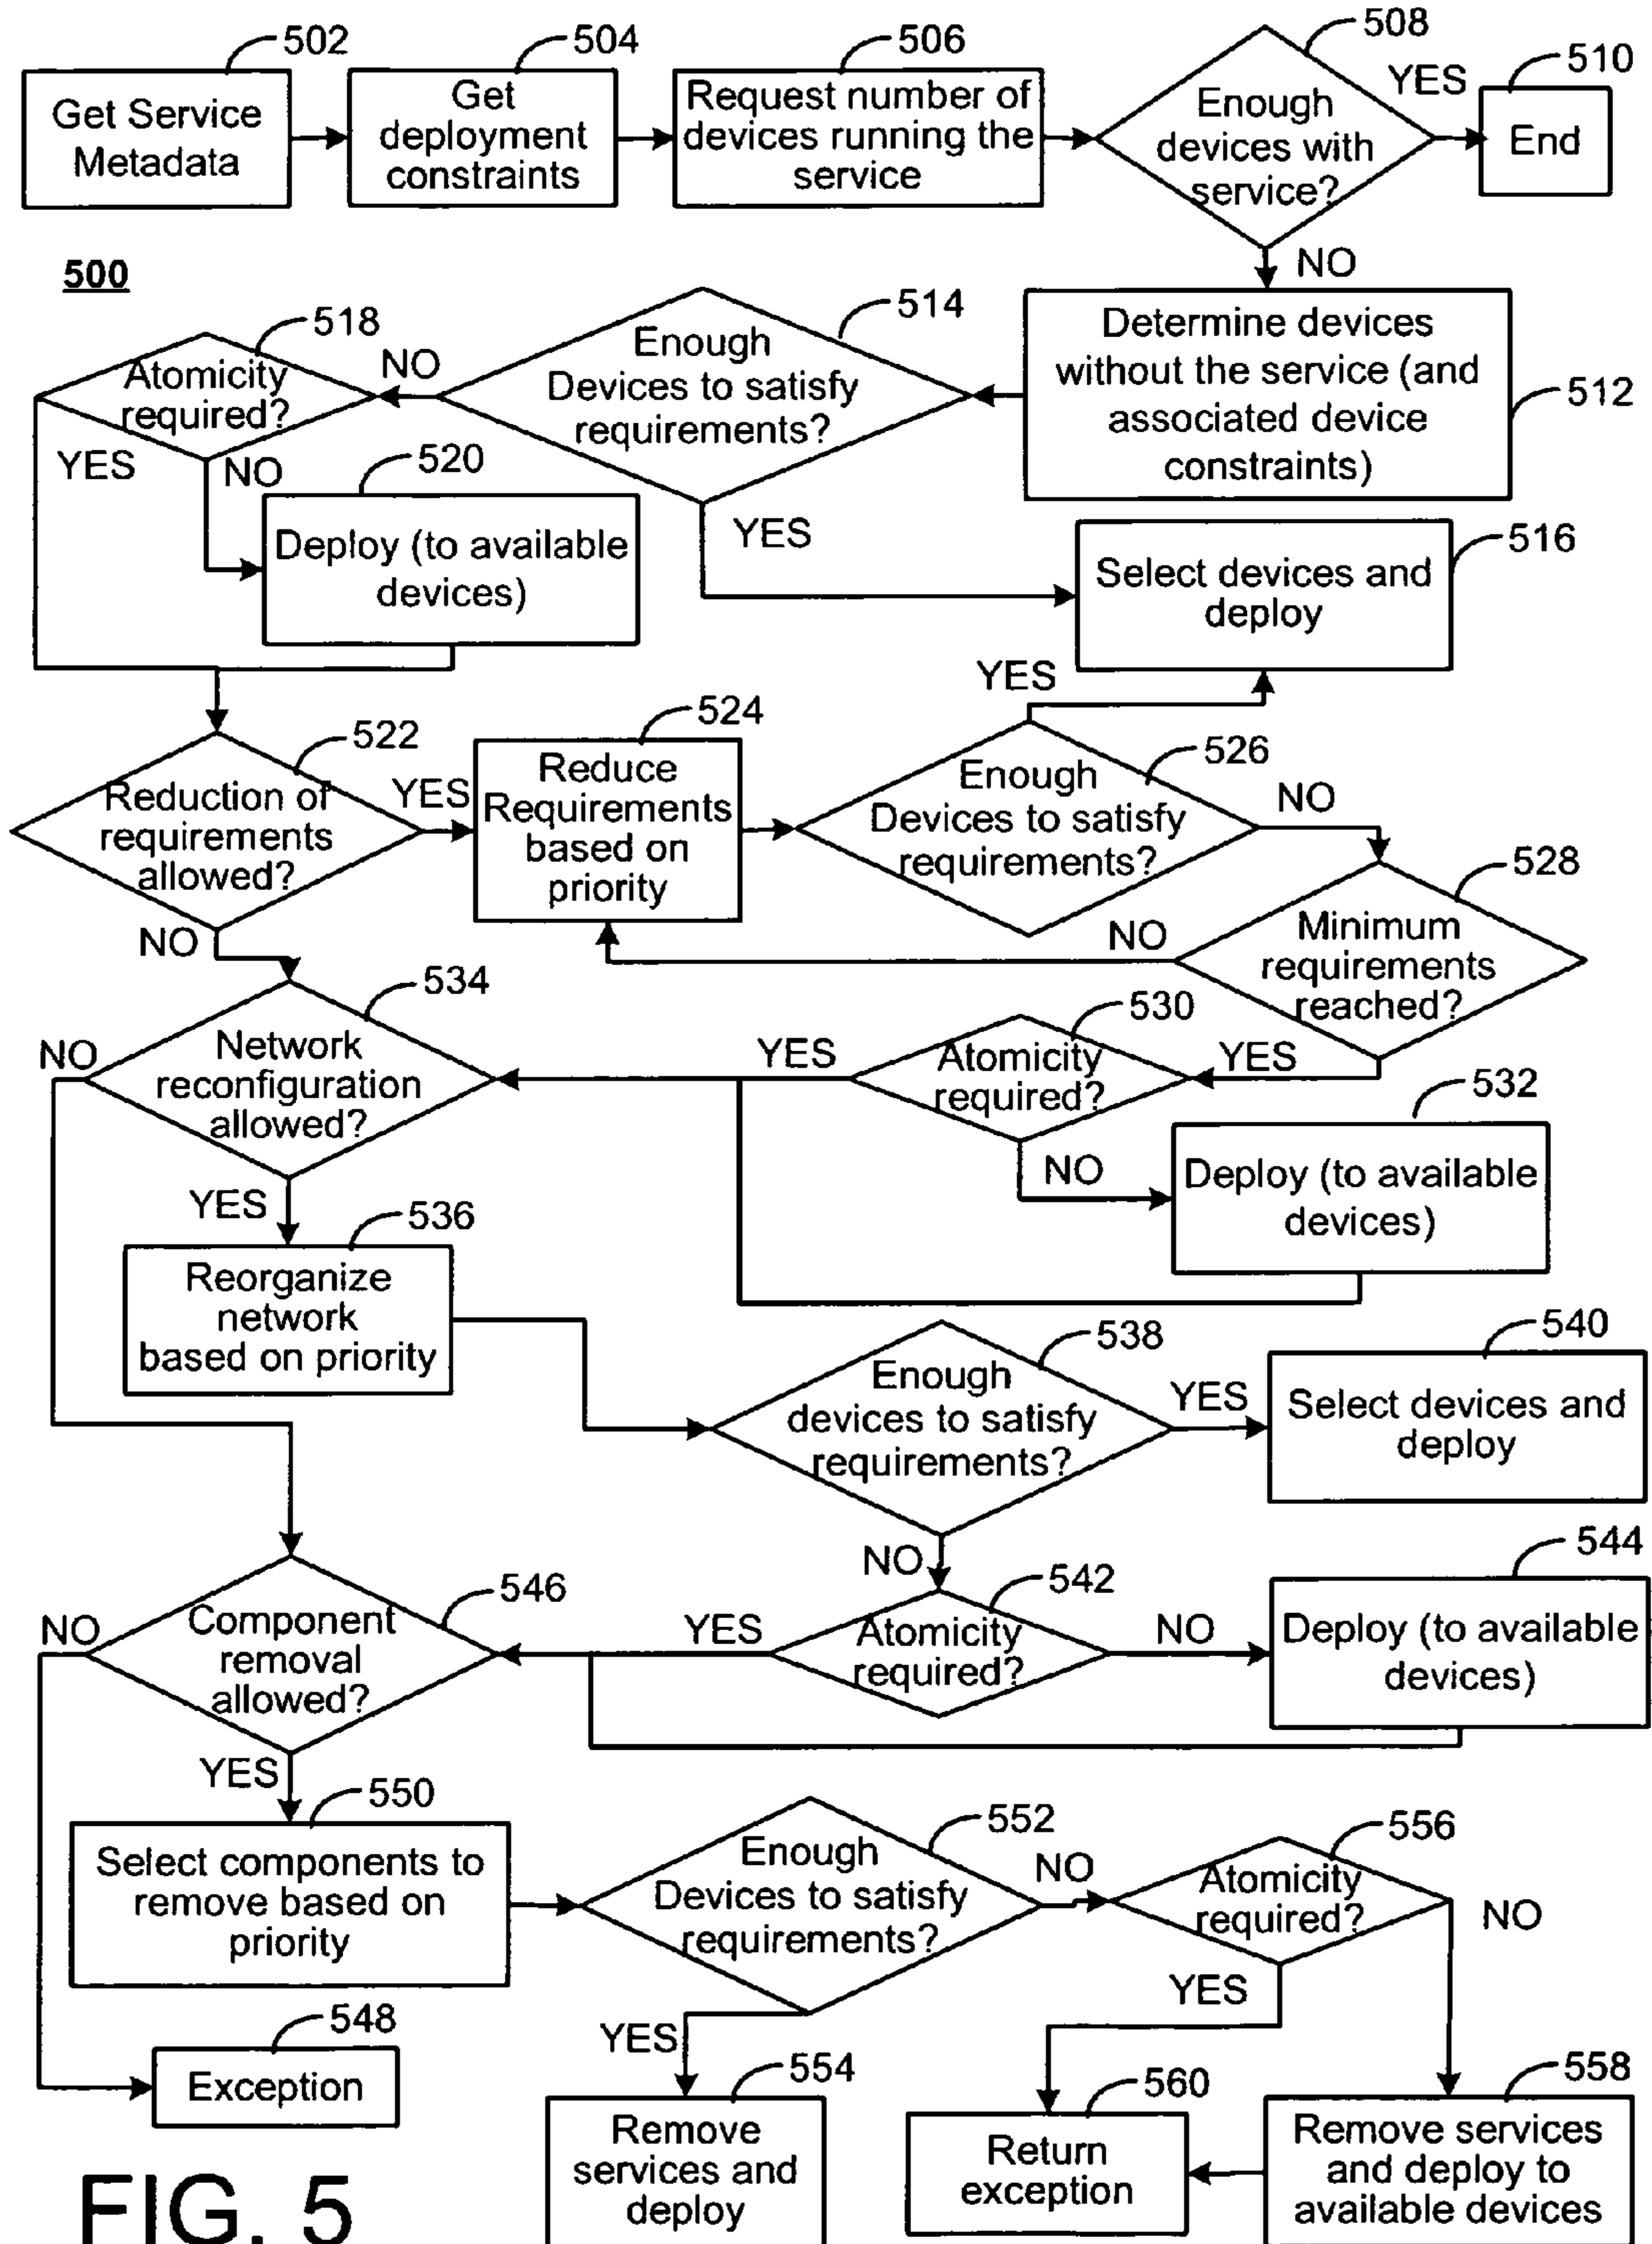 502
504
506
508
510
Get Service
Metadata
Get
deployment
constraints
Request number of
devices running the
service
Enough
devices with
service?
YES
End
NO
500
512
Determine devices
without the service (and
associated device
constraints)
514
Enough
Devices to satisfy
requirements?
NO
YES
518
Atomicity
required?
YES
NO
520
Deploy (to available
devices)
516
Select devices and
deploy
522
Reduction of
requirements
allowed?
YES
NO
524
Reduce
Requirements
based on
priority
526
Enough
Devices to satisfy
requirements?
YES
NO
528
Minimum
requirements
reached?
NO
YES
530
Atomicity
required?
YES
NO
532
Deploy (to available
devices)
534
Network
reconfiguration
allowed?
NO
YES
536
Reorganize
network
based on priority
538
Enough
devices to satisfy
requirements?
YES
NO
540
Select devices and
deploy
542
Atomicity
required?
YES
NO
544
Deploy (to available
devices)
546
Component
removal
allowed?
NO
YES
550
Select components to
remove based on
priority
552
Enough
Devices to satisfy
requirements?
NO
YES
556
Atomicity
required?
NO
YES
548
Exception
554
Remove
services and
deploy
560
Return
exception
558
Remove services
and deploy to
available devices
FIG. 5